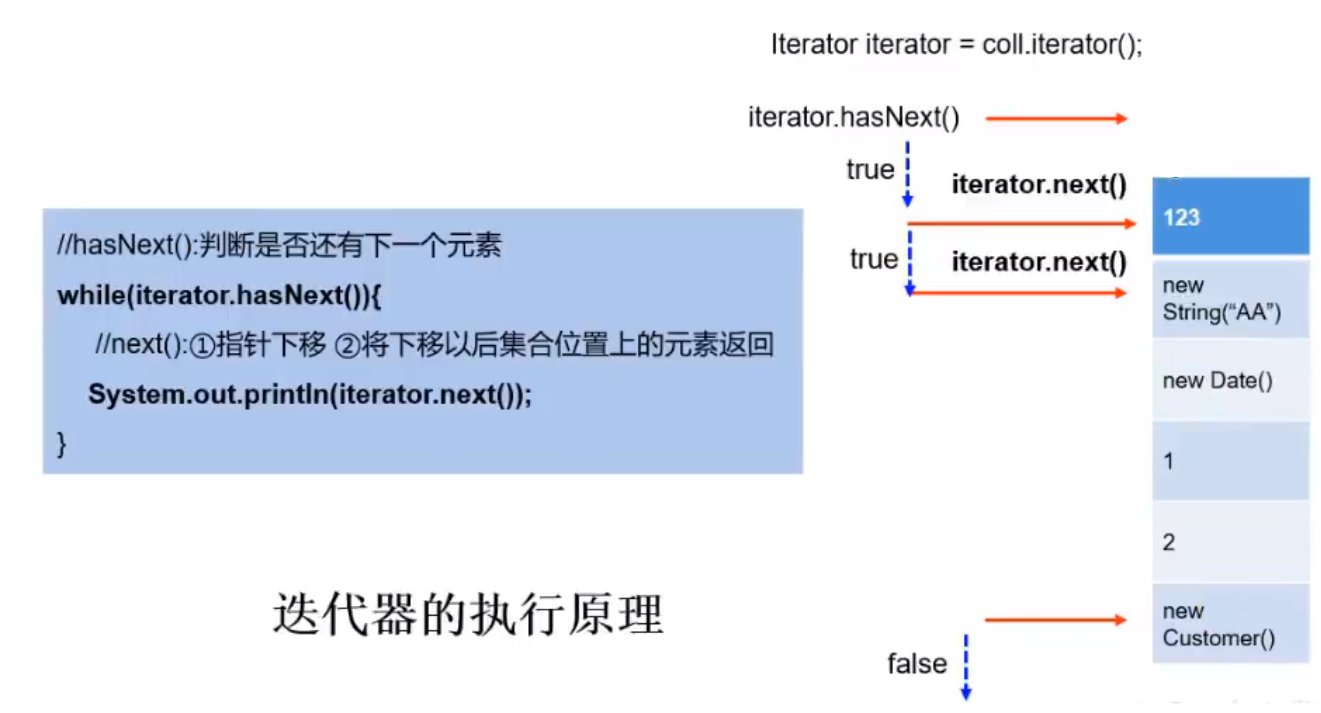 Iterator iterator = coll.iterator();
iterator.hasNext()
true
iterator.next()
123
true
iterator.next()
new
String(“AA”)
new Date()
1
2
new
Customer()
false
//hasNext():判断是否还有下一个元素
while(iterator.hasNext()){
//next():①指针下移 ②将下移以后集合位置上的元素返回
System.out.println(iterator.next());
}
迭代器的执行原理